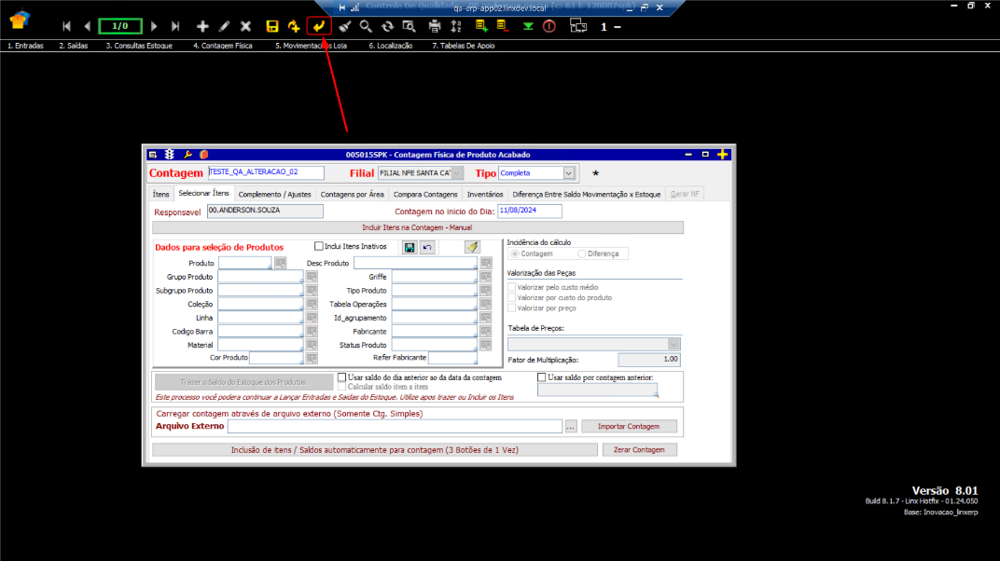 Controle De Qualidade
qa-erp-app02.linxdev.local
1/0
1
1. Entradas 2. Saídas 3. Consultas Estoque 4. Contagem Física 5. Movimentações Loja 6. Localização 7. Tabelas De Apoio
005015SPK - Contagem Física de Produto Acabado
Contagem TESTE_QA_ALTERACAO_02 Filial FILIAL NFE SANTA CAT Tipo Completa *
Ítens Selecionar Ítens Complemento / Ajustes Contagens por Área Compara Contagens Inventários Diferença Entre Saldo Movimentação x Estoque Gerar NF
Responsavel 00.ANDERSON.SOUZA Contagem no inicio do Dia: 11/08/2024
Incluir Itens na Contagem - Manual
Dados para seleção de Produtos Inclui Itens Inativos
Produto Desc Produto
Grupo Produto Griffe
Subgrupo Produto Tipo Produto
Coleção Tabela Operações
Linha Id_agrupamento
Codigo Barra Fabricante
Material Status Produto
Cor Produto Refer Fabricante
Incidência do cálculo
Contagem Diferença
Valorização das Peças
Valorizar pelo custo médio
Valorizar por custo do produto
Valorizar por preço
Tabela de Preços:
Fator de Multiplicação: 1.00
Trazer o Saldo do Estoque dos Produtos
Usar saldo do dia anterior ao da data da contagem
Calcular saldo item a item
Usar saldo por contagem anterior:
Este processo você podera continuar a Lançar Entradas e Saidas do Estoque. Utilize apos trazer ou Incluir os Itens
Carregar contagem através de arquivo externo (Somente Ctg. Simples)
Arquivo Externo ... Importar Contagem
Inclusão de itens / Saldos automaticamente para contagem (3 Botões de 1 Vez) Zerar Contagem
Versão 8.01
Build 8.1.7 - Linx Hotfix - 01.24.050
Base: Inovacao_linxerp